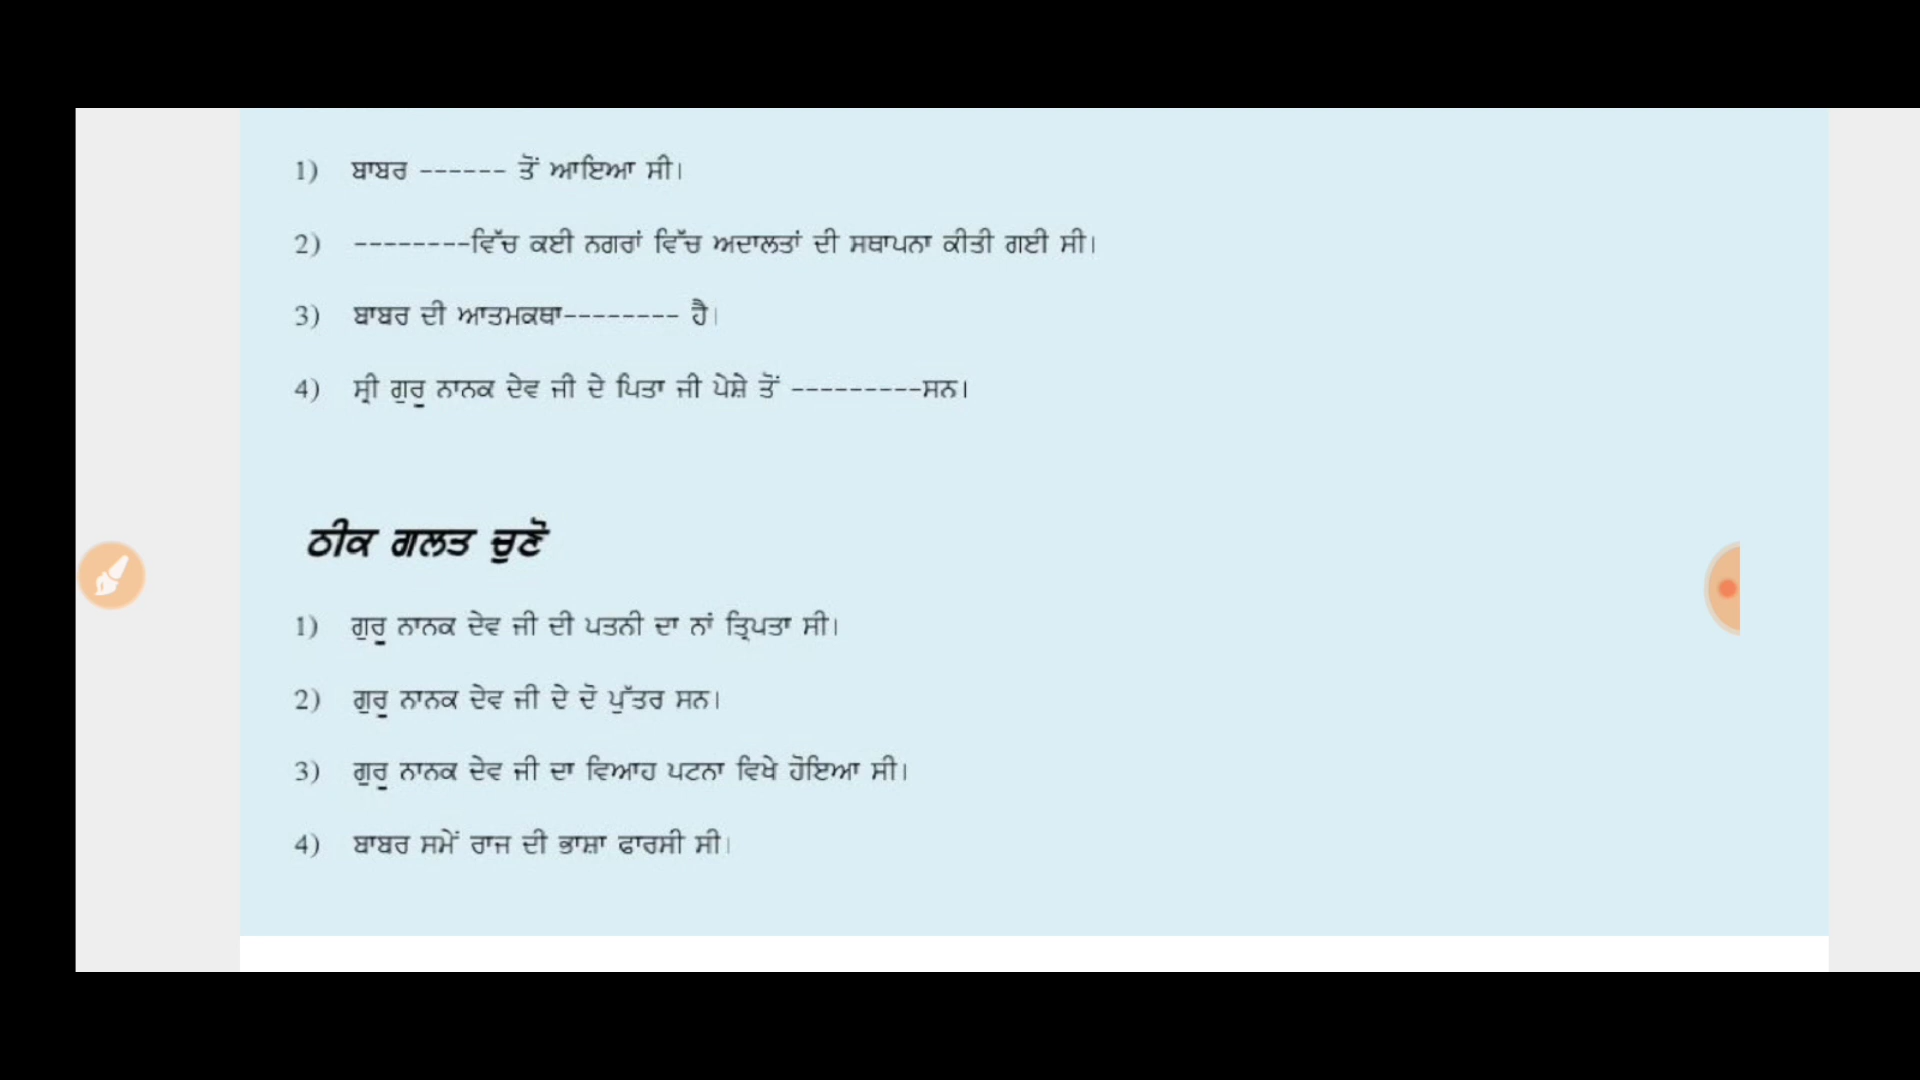 1) ਬਾਬਰ ------ ਤੋਂ ਆਇਆ ਸੀ।
2) --------ਵਿੱਚ ਕਈ ਨਗਰਾਂ ਵਿੱਚ ਅਦਾਲਤਾਂ ਦੀ ਸਥਾਪਨਾ ਕੀਤੀ ਗਈ ਸੀ।
3) ਬਾਬਰ ਦੀ ਆਤਮਕਥਾ-------- ਹੈ।
4) ਸ੍ਰੀ ਗੁਰੂ ਨਾਨਕ ਦੇਵ ਜੀ ਦੇ ਪਿਤਾ ਜੀ ਪੇਸ਼ੇ ਤੋਂ ---------ਸਨ।
ਠੀਕ ਗਲਤ ਚੁਣੋ
1) ਗੁਰੂ ਨਾਨਕ ਦੇਵ ਜੀ ਦੀ ਪਤਨੀ ਦਾ ਨਾਂ ਤ੍ਰਿਪਤਾ ਸੀ।
2) ਗੁਰੂ ਨਾਨਕ ਦੇਵ ਜੀ ਦੇ ਦੋ ਪੁੱਤਰ ਸਨ।
3) ਗੁਰੂ ਨਾਨਕ ਦੇਵ ਜੀ ਦਾ ਵਿਆਹ ਪਟਨਾ ਵਿਖੇ ਹੋਇਆ ਸੀ।
4) ਬਾਬਰ ਸਮੇਂ ਰਾਜ ਦੀ ਭਾਸ਼ਾ ਫਾਰਸੀ ਸੀ।